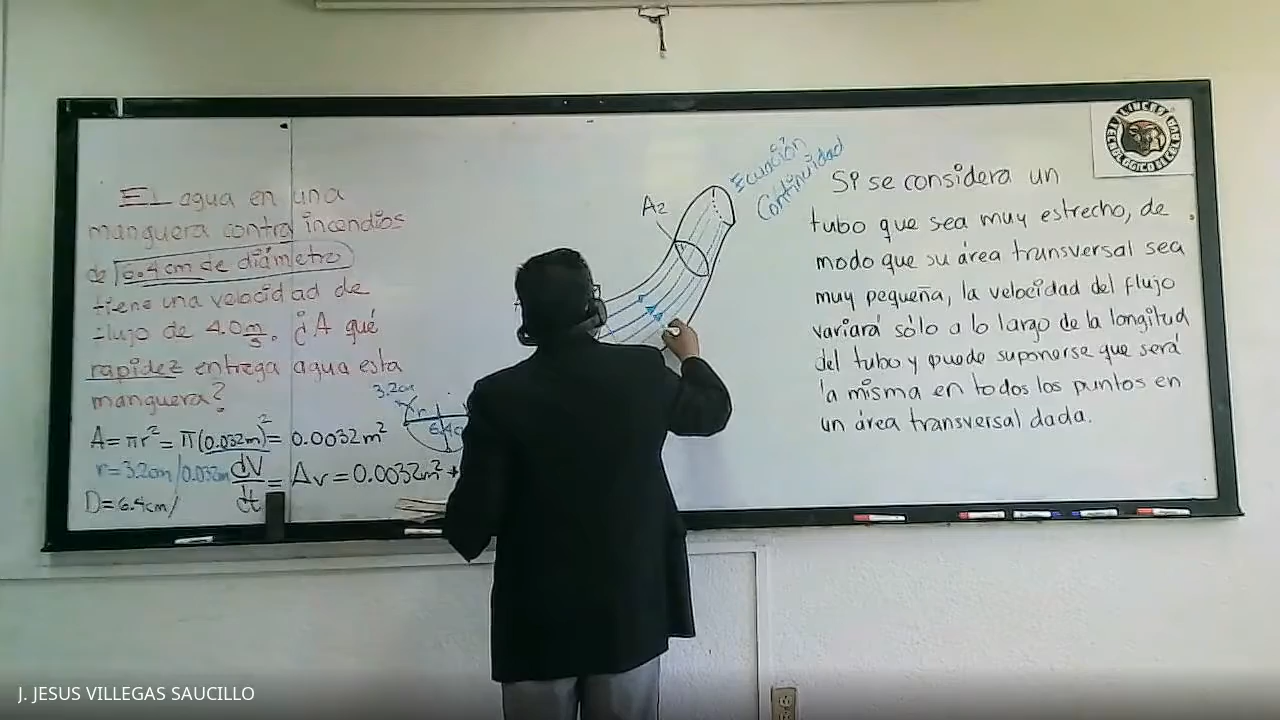 EL agua en una
manguera contra incendios
de 6.4 cm de diámetro
tiene una velocidad de
flujo de 4.0 m/s. ¿A qué
rapidez entrega agua esta
manguera?
A = πr² = π(0.032m)² = 0.0032m²
r = 3.2cm/0.032m dV/dt = Av = 0.0032m²
D = 6.4cm/
3.2cm
r
A2
Ecuación
Continuidad
Si se considera un
tubo que sea muy estrecho, de
modo que su área transversal sea
muy pequeña, la velocidad del flujo
variará sólo a lo largo de la longitud
del tubo y puede suponerse que será
la misma en todos los puntos en
un área transversal dada.
J. JESUS VILLEGAS SAUCILLO